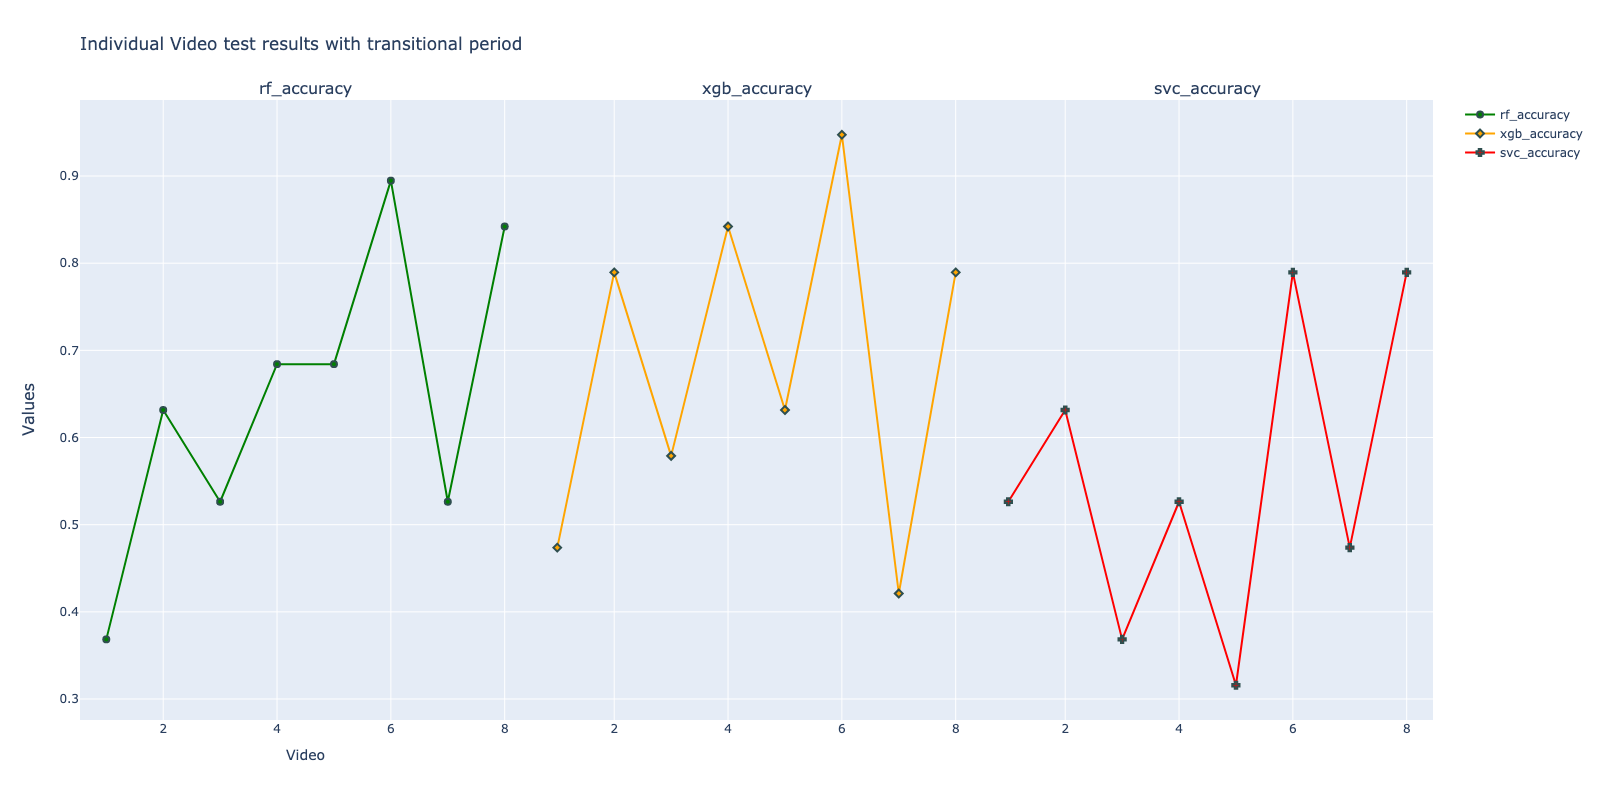 Individual Video test results with transitional period
rf_accuracy
xgb_accuracy
svc_accuracy
rf_accuracy
xgb_accuracy
svc_accuracy
Values
0.9
0.8
0.7
0.6
0.5
0.4
0.3
2 4 6 8 2 4 6 8 2 4 6 8
Video